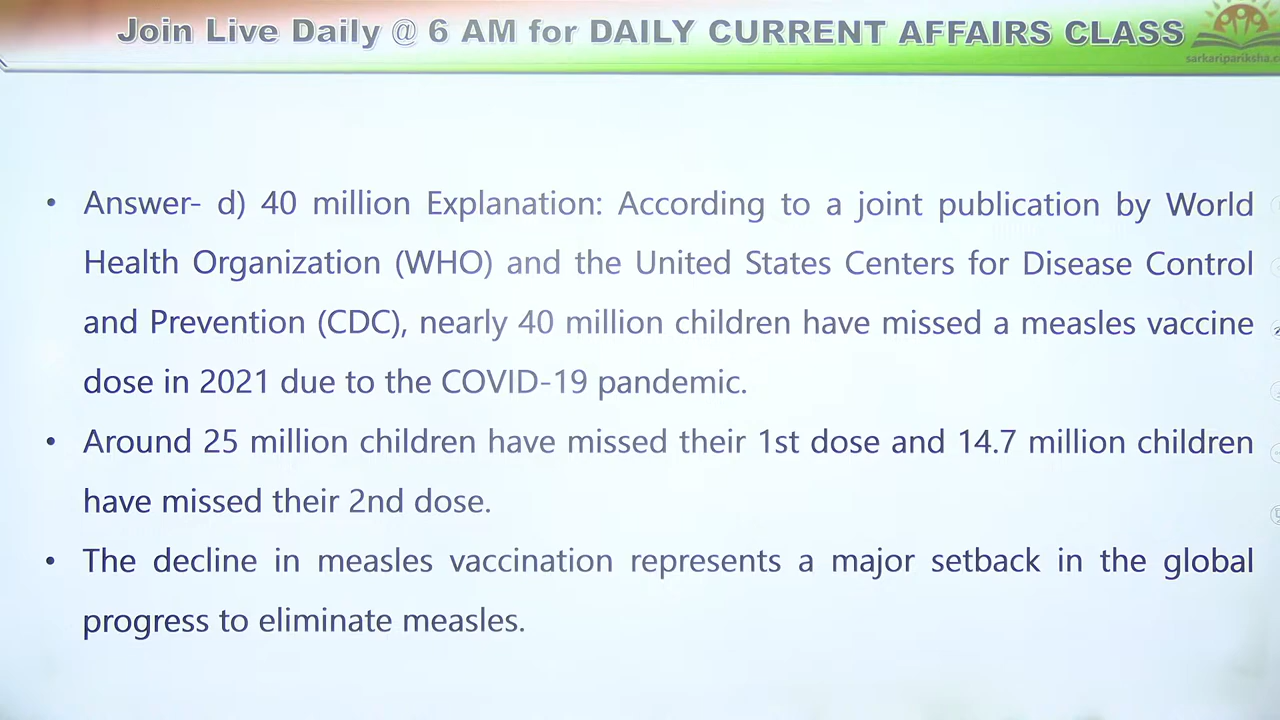 Join Live Daily @ 6 AM for DAILY CURRENT AFFAIRS CLASS
• Answer- d) 40 million Explanation: According to a joint publication by World
Health Organization (WHO) and the United States Centers for Disease Control
and Prevention (CDC), nearly 40 million children have missed a measles vaccine
dose in 2021 due to the COVID-19 pandemic.
• Around 25 million children have missed their 1st dose and 14.7 million children
have missed their 2nd dose.
• The decline in measles vaccination represents a major setback in the global
progress to eliminate measles.